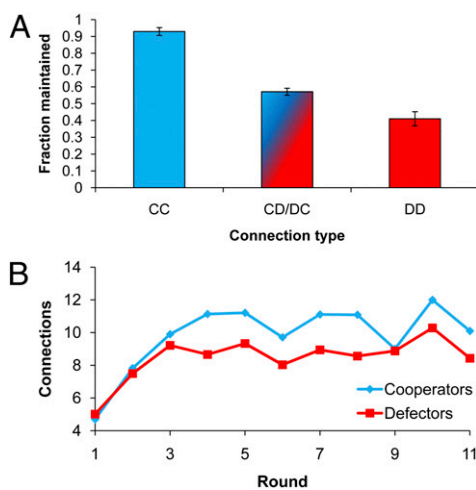 A
1
0.9
0.8
0.7
0.6
0.5
0.4
0.3
0.2
0.1
0
Fraction maintained
CC CD/DC DD
Connection type
B
14
12
10
8
6
4
Connections
Cooperators
Defectors
1 3 5 7 9 11
Round